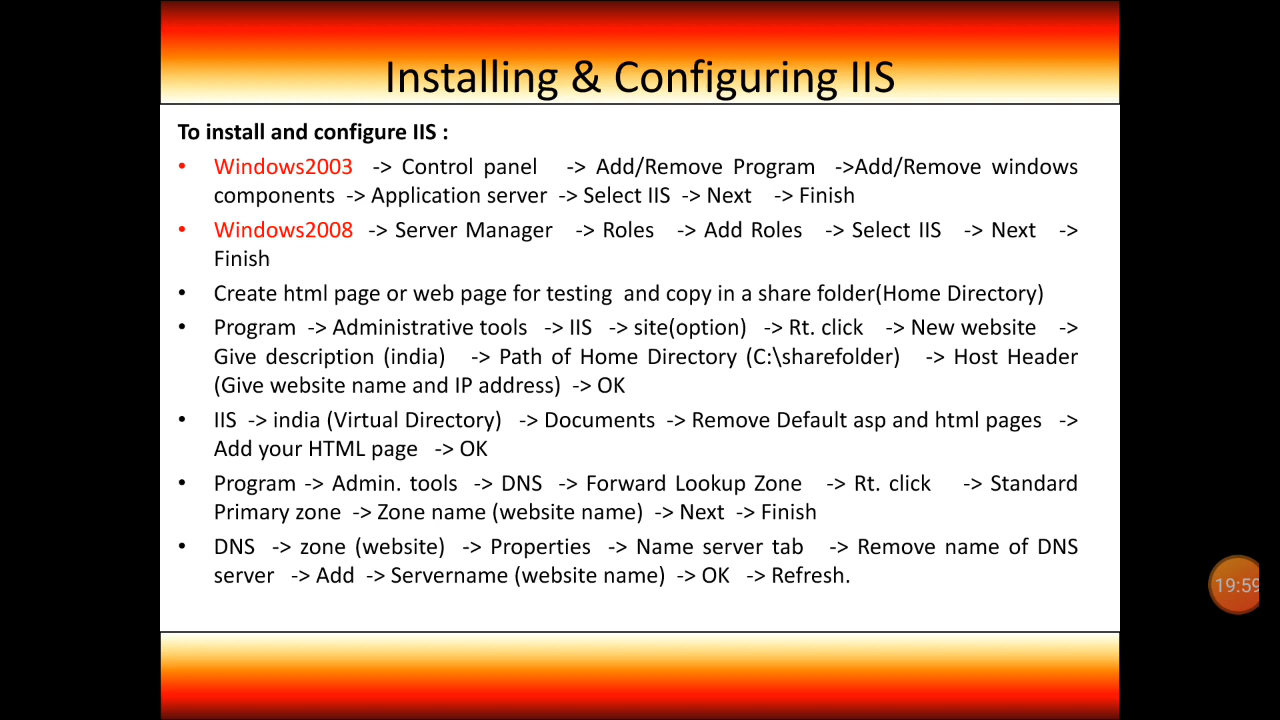 Installing & Configuring IIS
To install and configure IIS :
• Windows2003 -> Control panel -> Add/Remove Program ->Add/Remove windows
components -> Application server -> Select IIS -> Next -> Finish
• Windows2008 -> Server Manager -> Roles -> Add Roles -> Select IIS -> Next ->
Finish
• Create html page or web page for testing and copy in a share folder(Home Directory)
• Program -> Administrative tools -> IIS -> site(option) -> Rt. click -> New website ->
Give description (india) -> Path of Home Directory (C:\sharefolder) -> Host Header
(Give website name and IP address) -> OK
• IIS -> india (Virtual Directory) -> Documents -> Remove Default asp and html pages ->
Add your HTML page -> OK
• Program -> Admin. tools -> DNS -> Forward Lookup Zone -> Rt. click -> Standard
Primary zone -> Zone name (website name) -> Next -> Finish
• DNS -> zone (website) -> Properties -> Name server tab -> Remove name of DNS
server -> Add -> Servername (website name) -> OK -> Refresh.
19:59